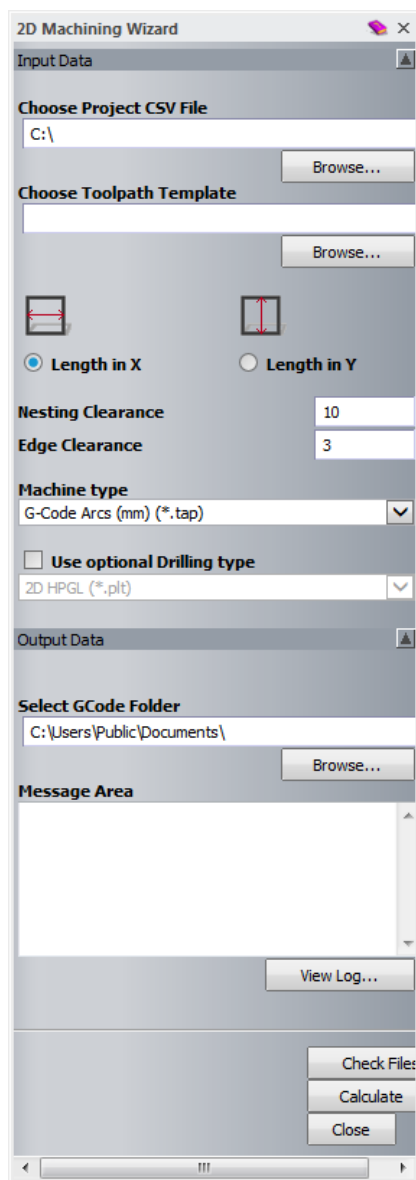 2D Machining Wizard
Input Data
Choose Project CSV File
C:\
Browse...
Choose Toolpath Template
Browse...
Length in X Length in Y
Nesting Clearance 10
Edge Clearance 3
Machine type
G-Code Arcs (mm) (*.tap)
Use optional Drilling type
2D HPGL (*.plt)
Output Data
Select GCode Folder
C:\Users\Public\Documents\
Browse...
Message Area
View Log...
Check Files
Calculate
Close